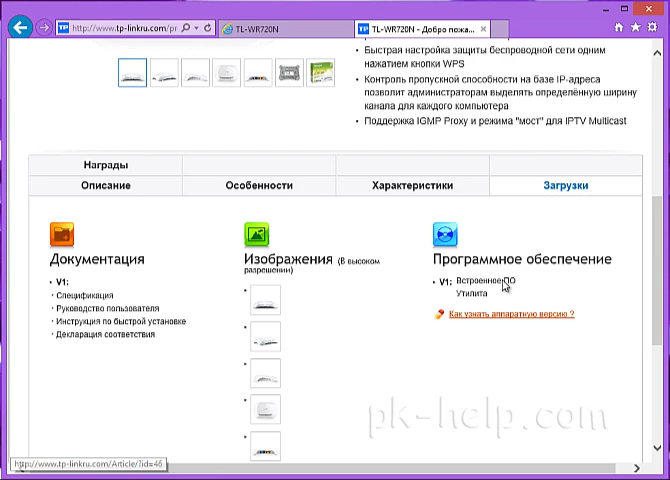 http://www.tp-linkru.com/pr
TL-WR720N
TP TL-WR720N - Добро пожа...
Быстрая настройка защиты беспроводной сети одним
нажатием кнопки WPS
Контроль пропускной способности на базе IP-адреса
позволит администраторам выделять определённую ширину
канала для каждого компьютера
Поддержка IGMP Proxy и режима "мост" для IPTV Multicast
Награды
Описание
Особенности
Характеристики
Загрузки
Документация
V1:
Спецификация
Руководство пользователя
Инструкция по быстрой установке
Декларация соответствия
Изображения (В высоком
разрешении)
Программное обеспечение
V1: Встроенное ПО
Утилита
Как узнать аппаратную версию ?
pk-help.com
http://www.tp-linkru.com/Article/?id=46